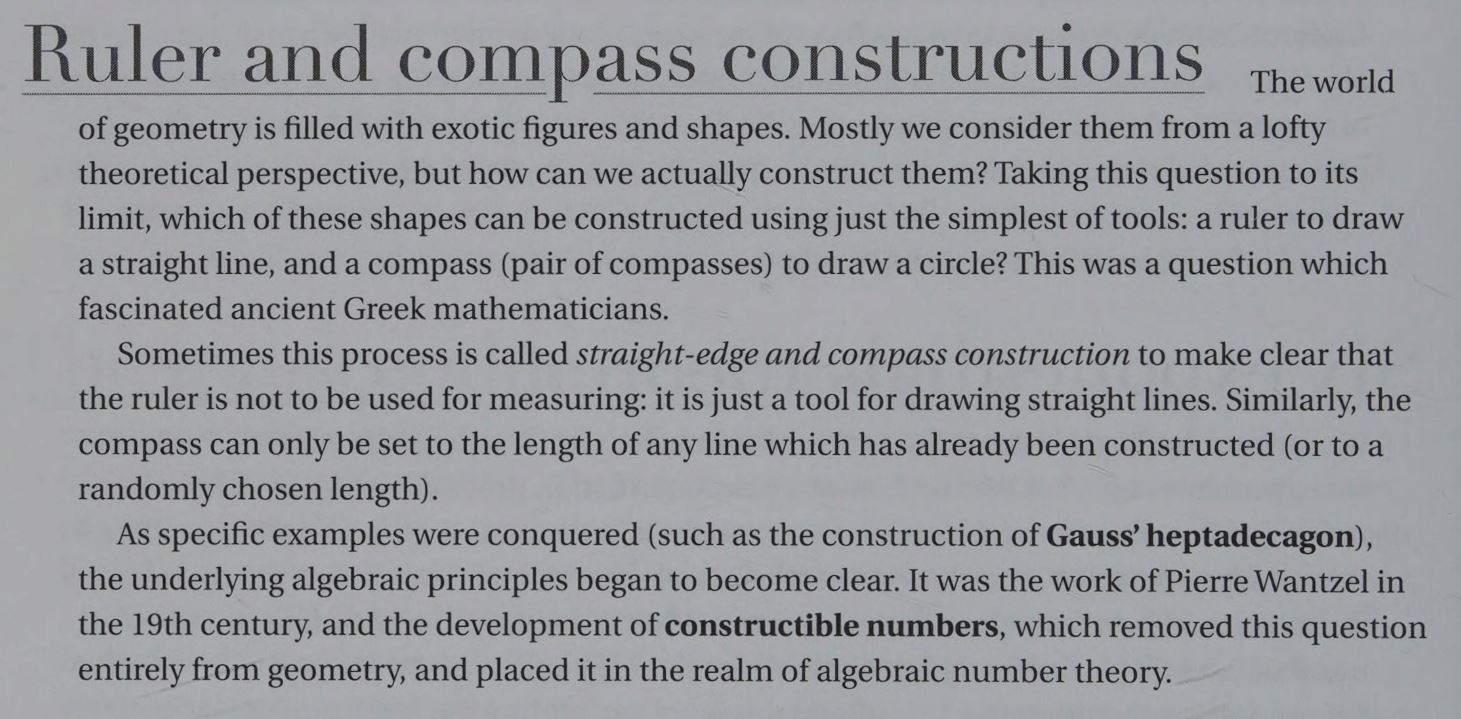 Ruler and compass constructions The world
of geometry is filled with exotic figures and shapes. Mostly we consider them from a lofty
theoretical perspective, but how can we actually construct them? Taking this question to its
limit, which of these shapes can be constructed using just the simplest of tools: a ruler to draw
a straight line, and a compass (pair of compasses) to draw a circle? This was a question which
fascinated ancient Greek mathematicians.
Sometimes this process is called straight-edge and compass construction to make clear that
the ruler is not to be used for measuring: it is just a tool for drawing straight lines. Similarly, the
compass can only be set to the length of any line which has already been constructed (or to a
randomly chosen length).
As specific examples were conquered (such as the construction of Gauss’ heptadecagon),
the underlying algebraic principles began to become clear. It was the work of Pierre Wantzel in
the 19th century, and the development of constructible numbers, which removed this question
entirely from geometry, and placed it in the realm of algebraic number theory.